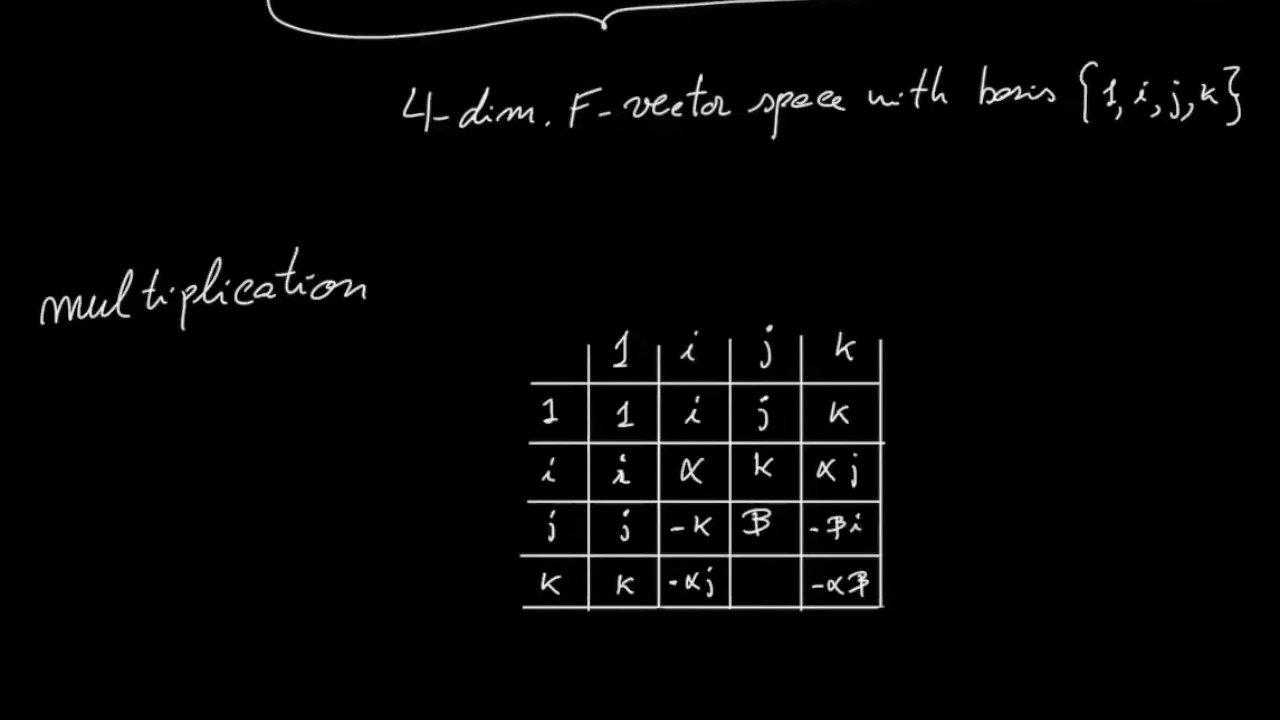 4-dim. F-vector space with basis {1, i, j, k}
multiplication
1 i j k
1 1 i j k
i i α k αj
j j -k β -βi
k k -αj -αβ